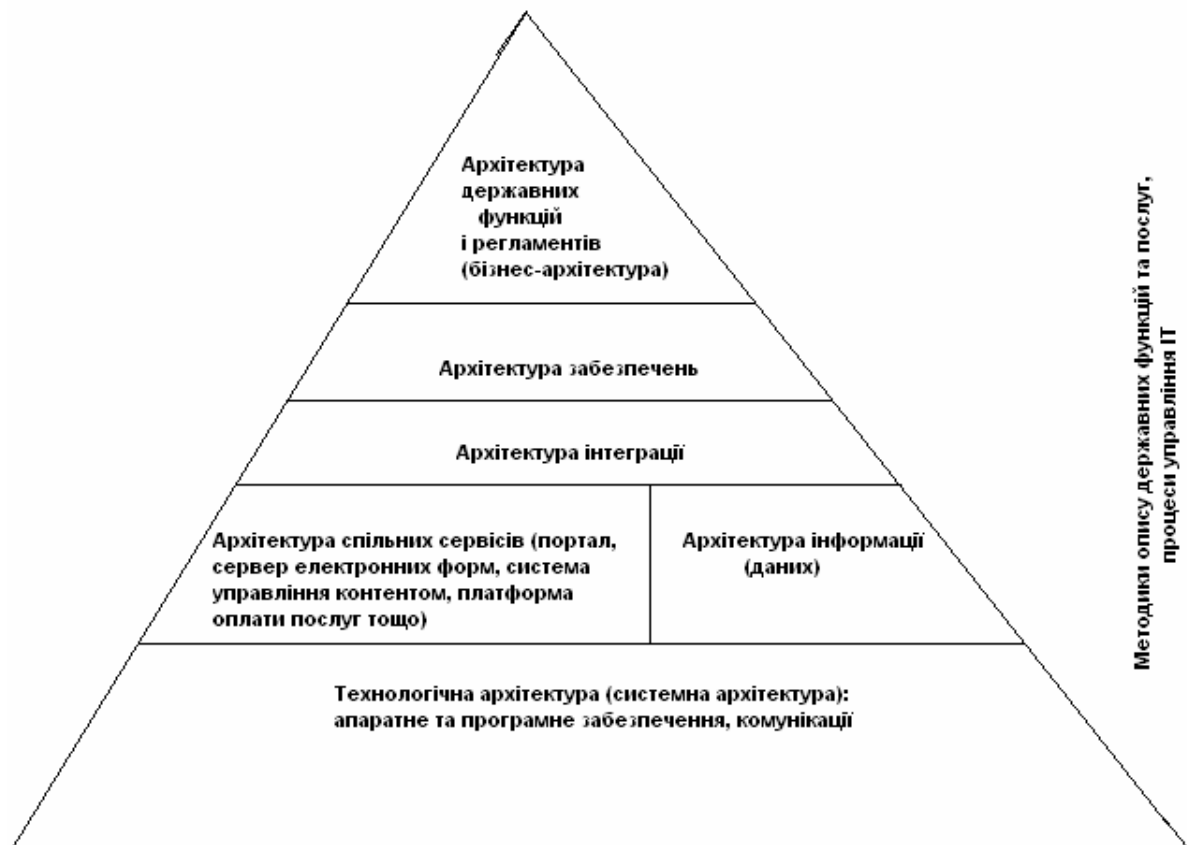 Архітектура
державних
функцій
і регламентів
(бізнес-архітектура)
Архітектура забезпечень
Архітектура інтеграції
Архітектура спільних сервісів (портал,
сервер електронних форм, система
управління контентом, платформа
оплати послуг тощо)
Архітектура інформації
(даних)
Технологічна архітектура (системна архітектура):
апаратне та програмне забезпечення, комунікації
Методики опису державних функцій та послуг,
процеси управління ІТ